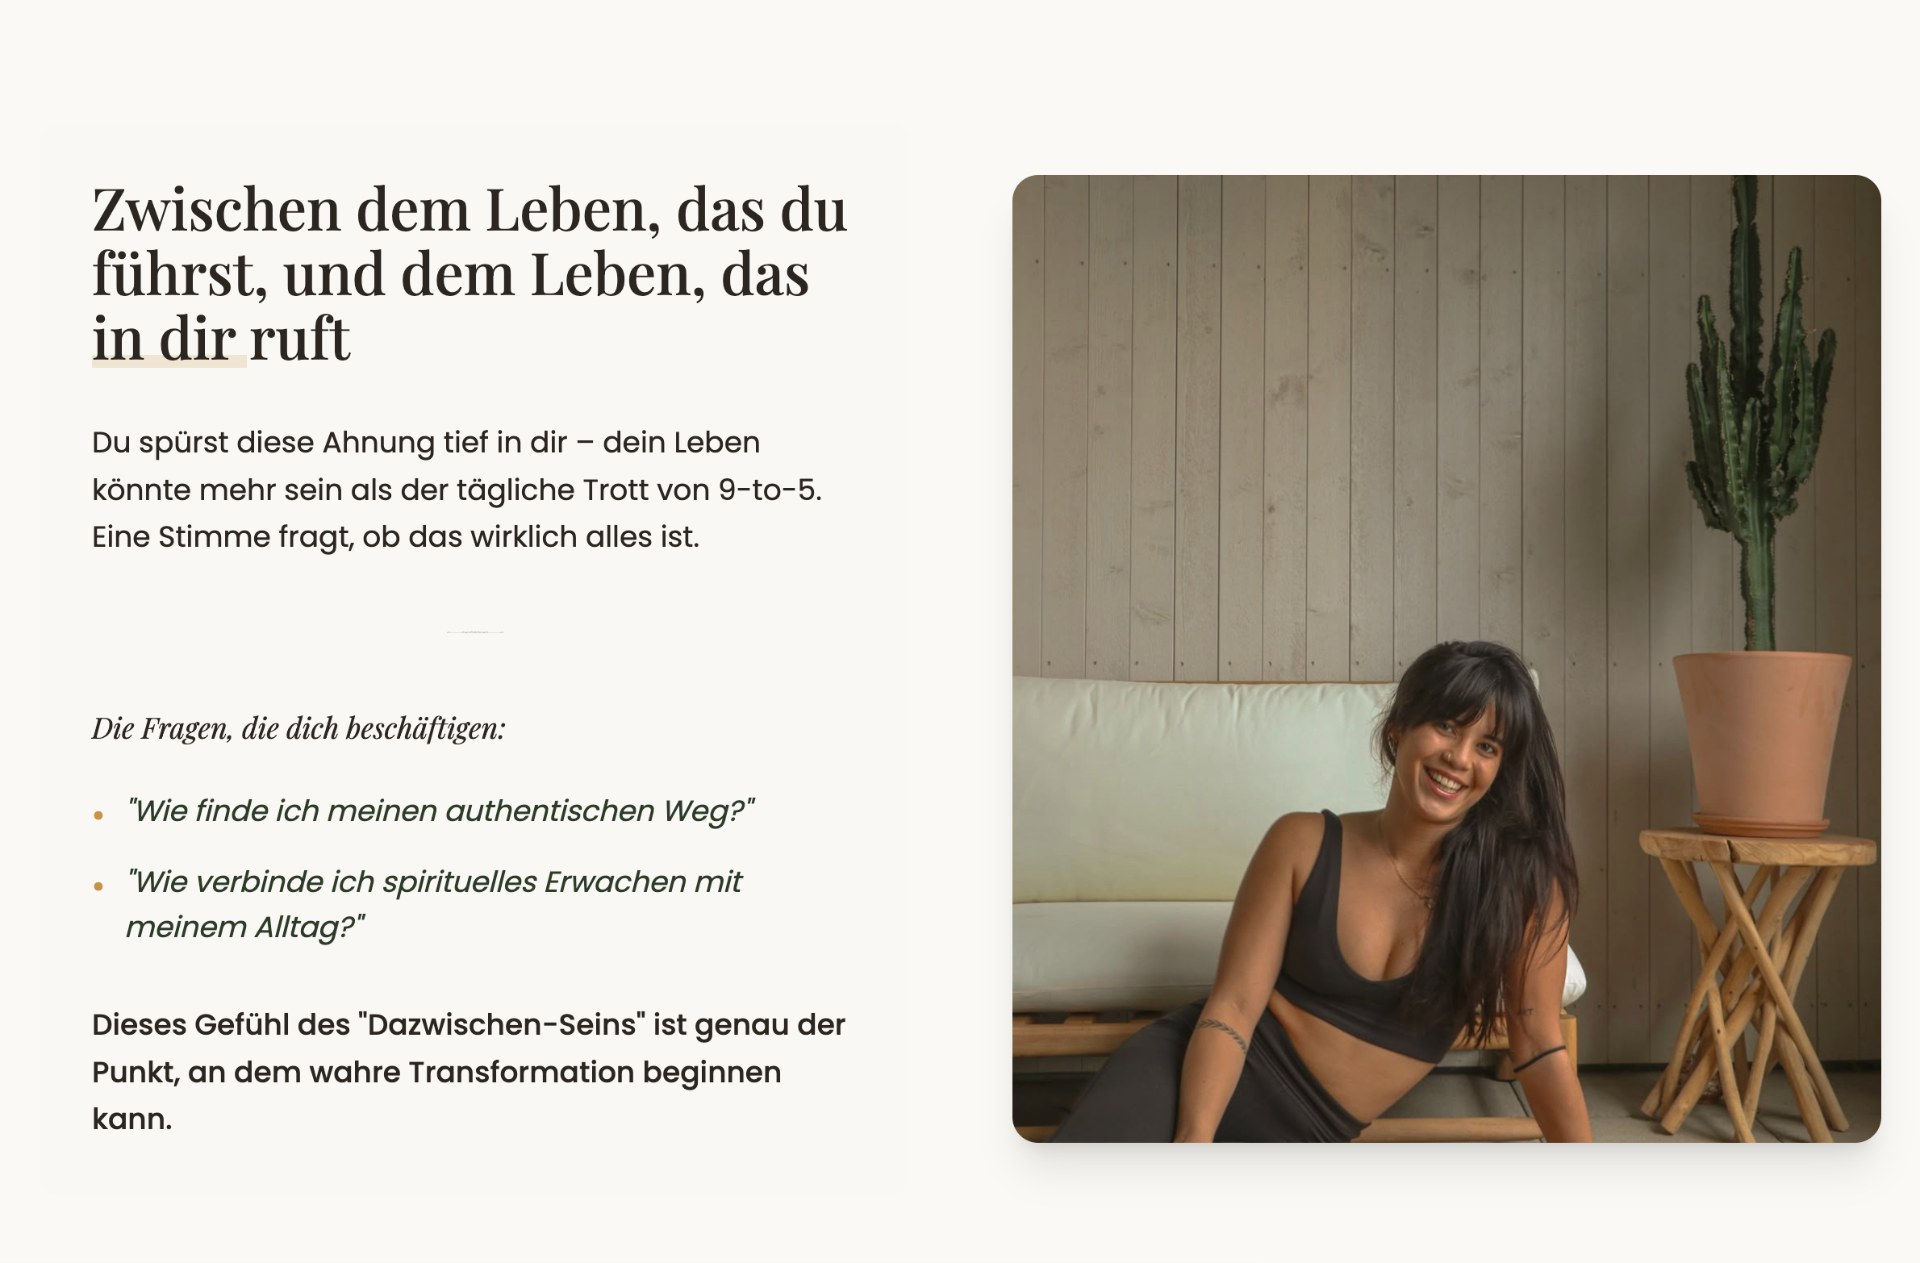 Zwischen dem Leben, das du
führst, und dem Leben, das
in dir ruft
Du spürst diese Ahnung tief in dir – dein Leben
könnte mehr sein als der tägliche Trott von 9-to-5.
Eine Stimme fragt, ob das wirklich alles ist.
Die Fragen, die dich beschäftigen:
• "Wie finde ich meinen authentischen Weg?"
• "Wie verbinde ich spirituelles Erwachen mit
meinem Alltag?"
Dieses Gefühl des "Dazwischen-Seins" ist genau der
Punkt, an dem wahre Transformation beginnen
kann.